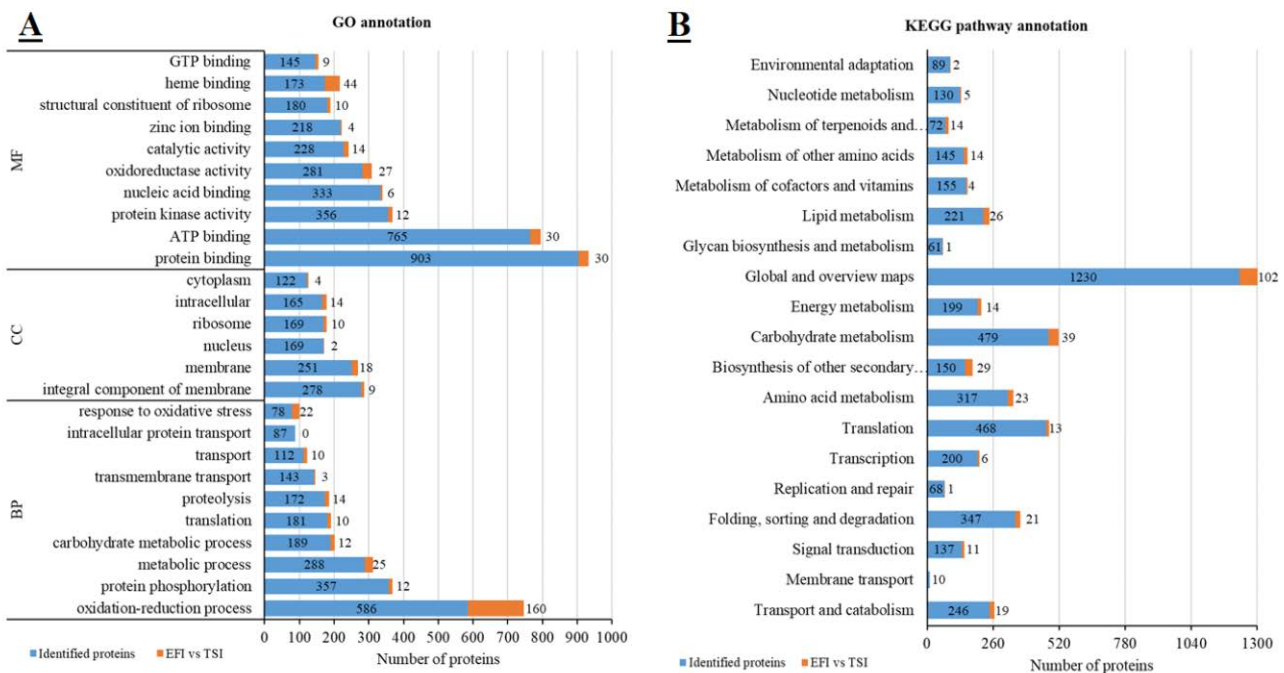 A
GO annotation
MF
GTP binding 145 9
heme binding 173 44
structural constituent of ribosome 180 10
zinc ion binding 218 4
catalytic activity 228 14
oxidoreductase activity 281 27
nucleic acid binding 333 6
protein kinase activity 356 12
ATP binding 765 30
protein binding 903 30
CC
cytoplasm 122 4
intracellular 165 14
ribosome 169 10
nucleus 169 2
membrane 251 18
integral component of membrane 278 9
BP
response to oxidative stress 78 22
intracellular protein transport 87 0
transport 112 10
transmembrane transport 143 3
proteolysis 172 14
translation 181 10
carbohydrate metabolic process 189 12
metabolic process 288 25
protein phosphorylation 357 12
oxidation-reduction process 586 160
0 100 200 300 400 500 600 700 800 900 1000
Number of proteins
Identified proteins EFI vs TSI
B
KEGG pathway annotation
Environmental adaptation 89 2
Nucleotide metabolism 130 5
Metabolism of terpenoids and… 72 14
Metabolism of other amino acids 145 14
Metabolism of cofactors and vitamins 155 4
Lipid metabolism 221 26
Glycan biosynthesis and metabolism 61 1
Global and overview maps 1230 102
Energy metabolism 199 14
Carbohydrate metabolism 479 39
Biosynthesis of other secondary… 150 29
Amino acid metabolism 317 23
Translation 468 13
Transcription 200 6
Replication and repair 68 1
Folding, sorting and degradation 347 21
Signal transduction 137 11
Membrane transport 10
Transport and catabolism 246 19
0 260 520 780 1040 1300
Number of proteins
Identified proteins EFI vs TSI